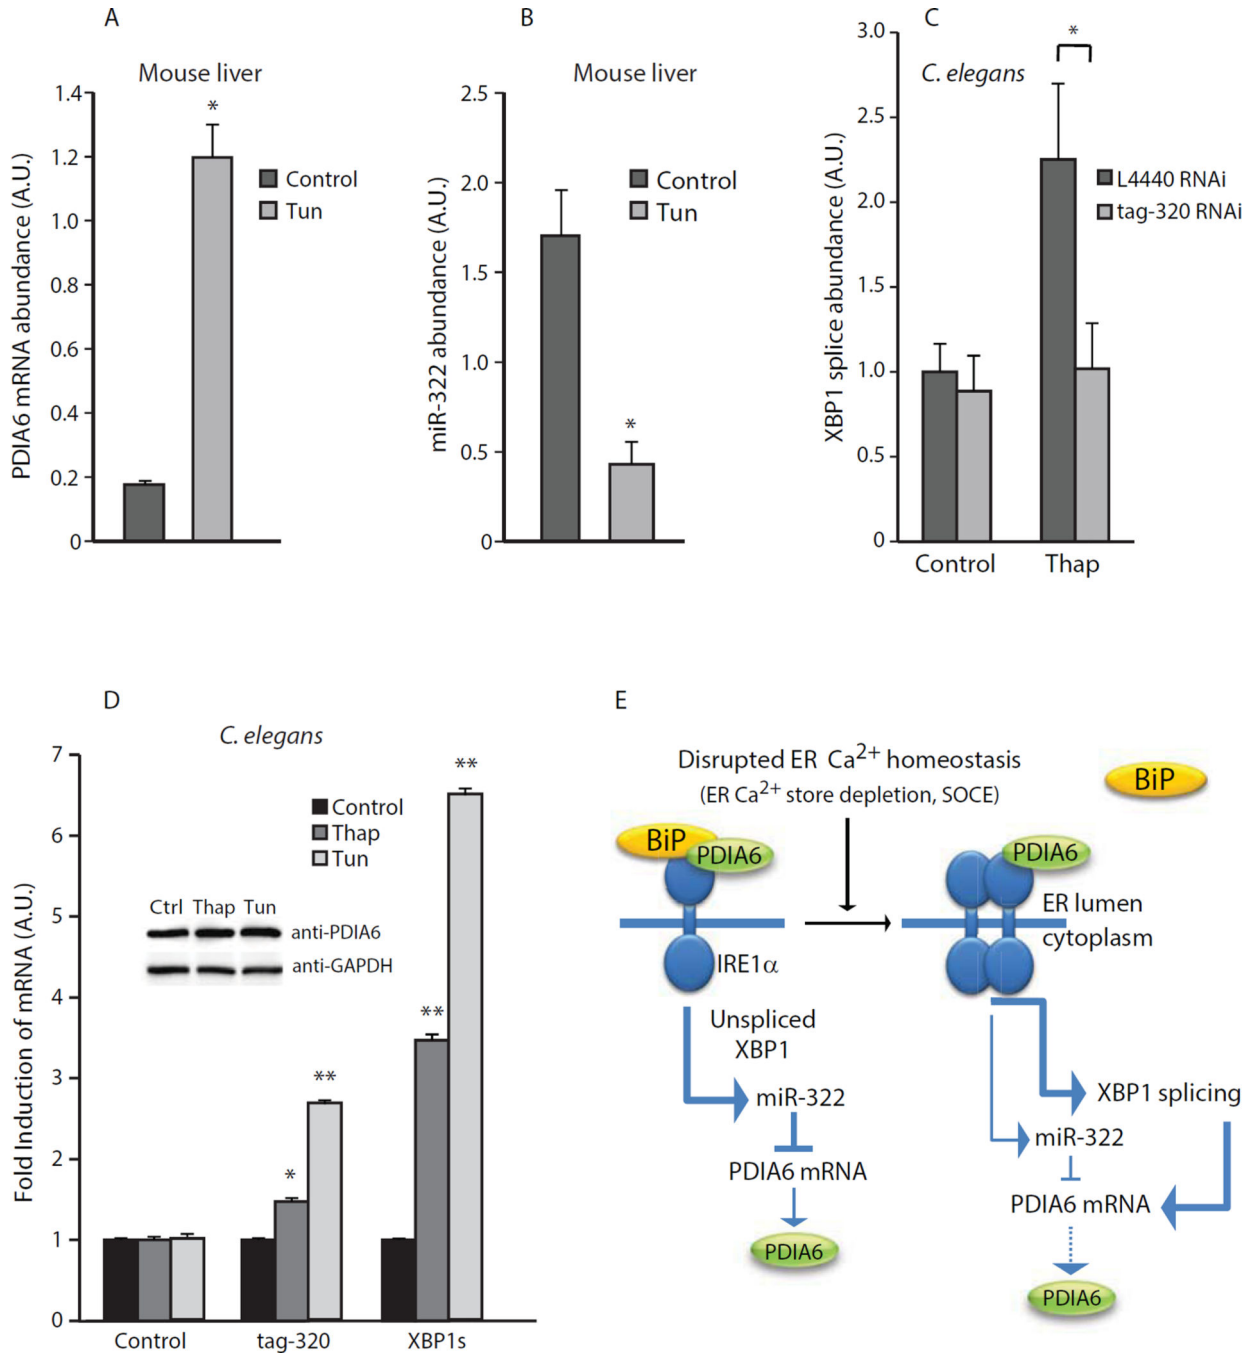 A
Mouse liver
PDIA6 mRNA abundance (A.U.)
1.4
1.2
1.0
0.8
0.6
0.4
0.2
0
*
Control
Tun
B
Mouse liver
miR-322 abundance (A.U.)
2.5
2.0
1.5
1.0
0.5
0
*
Control
Tun
C
C. elegans
XBP1 splice abundance (A.U.)
3.0
2.5
2.0
1.5
1.0
0.5
0.0
*
L4440 RNAi
tag-320 RNAi
Control Thap
D
C. elegans
Fold Induction of mRNA (A.U.)
7
6
5
4
3
2
1
0
Control
Thap
Tun
Ctrl Thap Tun
anti-PDIA6
anti-GAPDH
*
**
**
**
Control tag-320 XBP1s
E
Disrupted ER Ca2+ homeostasis
(ER Ca2+ store depletion, SOCE)
BiP
BiP
PDIA6
PDIA6
ER lumen
cytoplasm
IRE1α
Unspliced
XBP1
miR-322
PDIA6 mRNA
PDIA6
XBP1 splicing
miR-322
PDIA6 mRNA
PDIA6